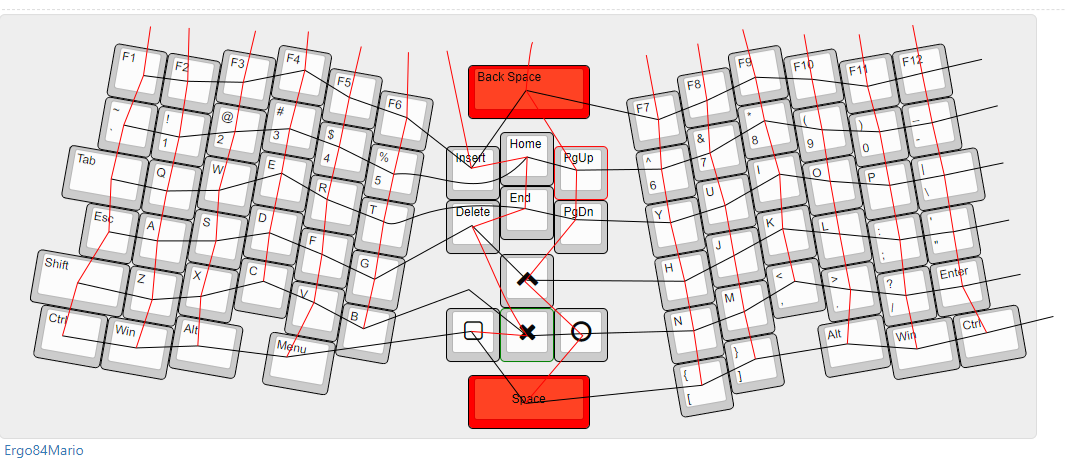 F1 F2 F3 F4 F5 F6 Back Space F7 F8 F9 F10 F11 F12
~ ! @ # $ % Insert Home PgUp ^ & * ( ) _
` 1 2 3 4 5 6 7 8 9 0 -
Tab Q W E R T Delete End PgDn Y U I O P |
\
Esc A S D F G H J K L : "
; '
Shift Z X C V B N M < > ? Enter
, . /
Ctrl Win Alt Menu Space { } Alt Win Ctrl
[ ]
Ergo84Mario